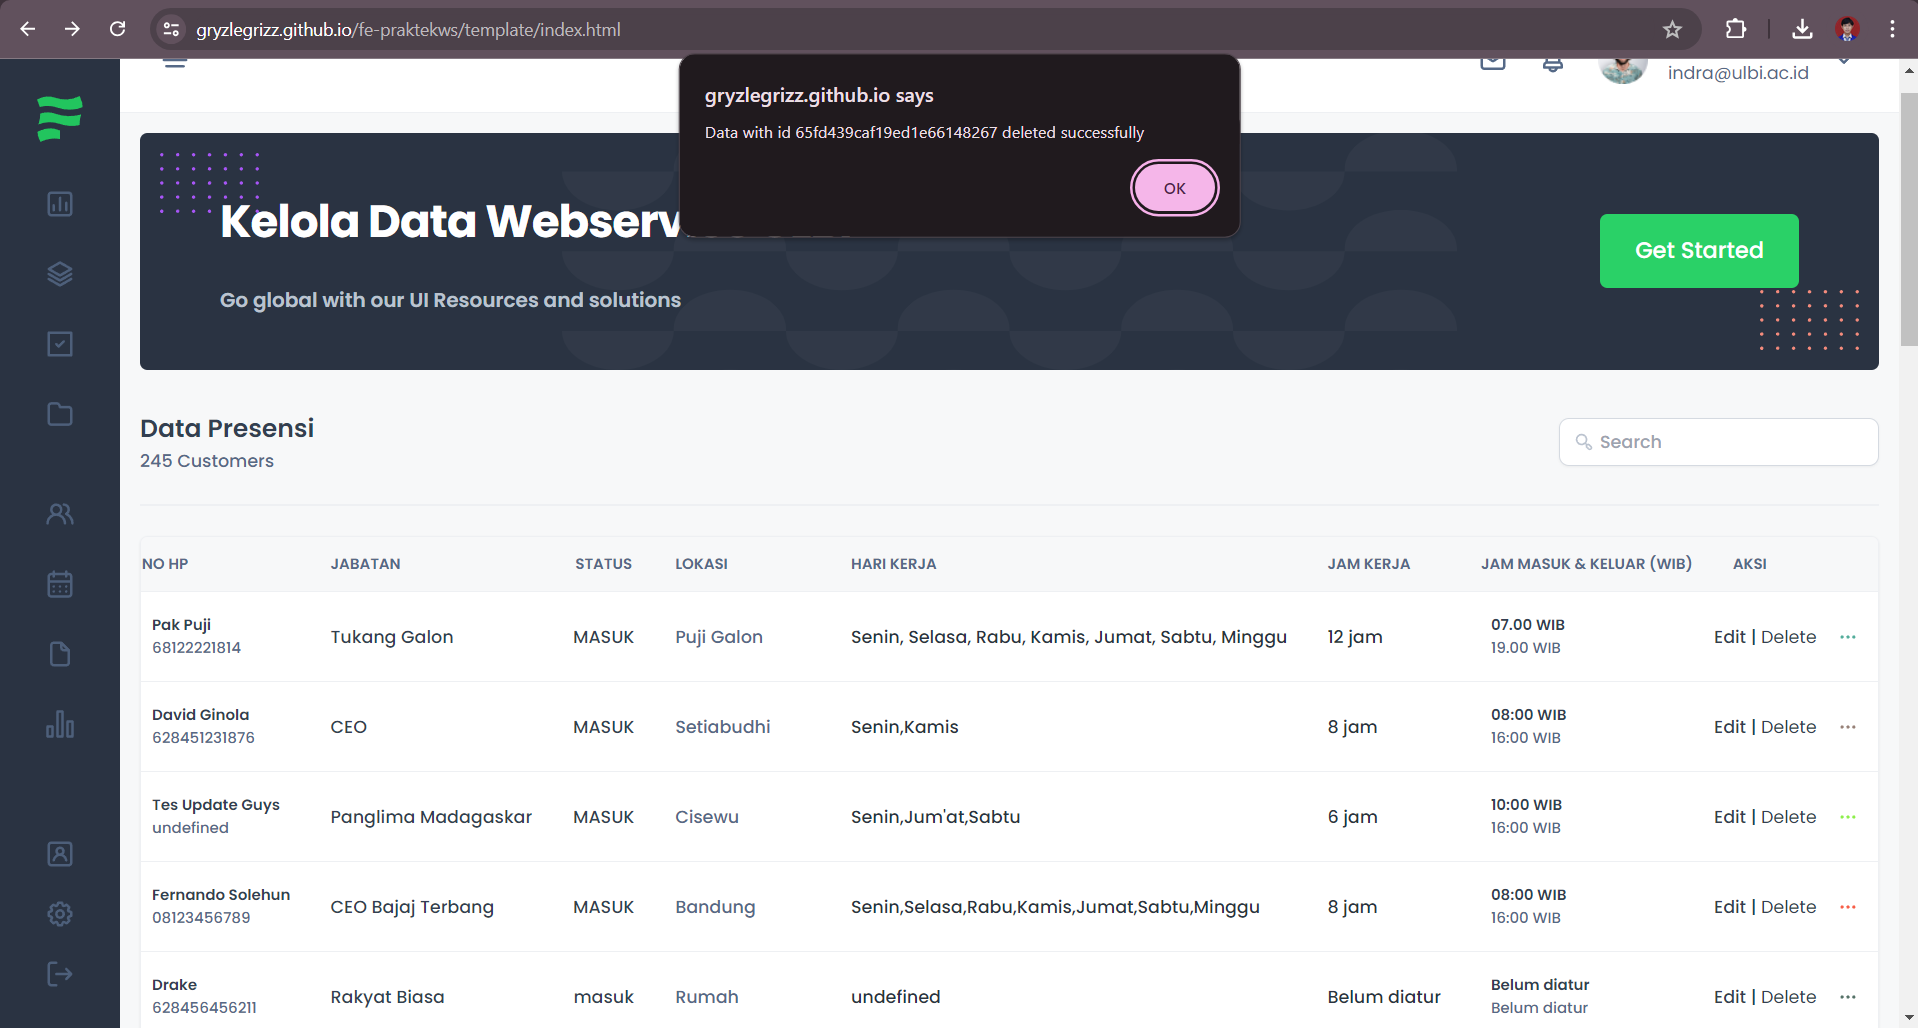 gryzlegrizz.github.io/fe-praktekws/template/index.html
indra@ulbi.ac.id
gryzlegrizz.github.io says
Data with id 65fd439caf19ed1e66148267 deleted successfully
OK
Kelola Data Webserv
Go global with our UI Resources and solutions
Get Started
Data Presensi
245 Customers
Search
NO HP JABATAN STATUS LOKASI HARI KERJA JAM KERJA JAM MASUK & KELUAR (WIB) AKSI
Pak Puji 07.00 WIB
Tukang Galon MASUK Puji Galon Senin, Selasa, Rabu, Kamis, Jumat, Sabtu, Minggu 12 jam Edit | Delete ...
68122221814 19.00 WIB
David Ginola 08:00 WIB
CEO MASUK Setiabudhi Senin,Kamis 8 jam Edit | Delete ...
628451231876 16:00 WIB
Tes Update Guys 10:00 WIB
Panglima Madagaskar MASUK Cisewu Senin,Jum'at,Sabtu 6 jam Edit | Delete ...
undefined 16:00 WIB
Fernando Solehun 08:00 WIB
CEO Bajaj Terbang MASUK Bandung Senin,Selasa,Rabu,Kamis,Jumat,Sabtu,Minggu 8 jam Edit | Delete ...
08123456789 16:00 WIB
Drake Belum diatur
Rakyat Biasa masuk Rumah undefined Belum diatur Edit | Delete ...
628456456211 Belum diatur